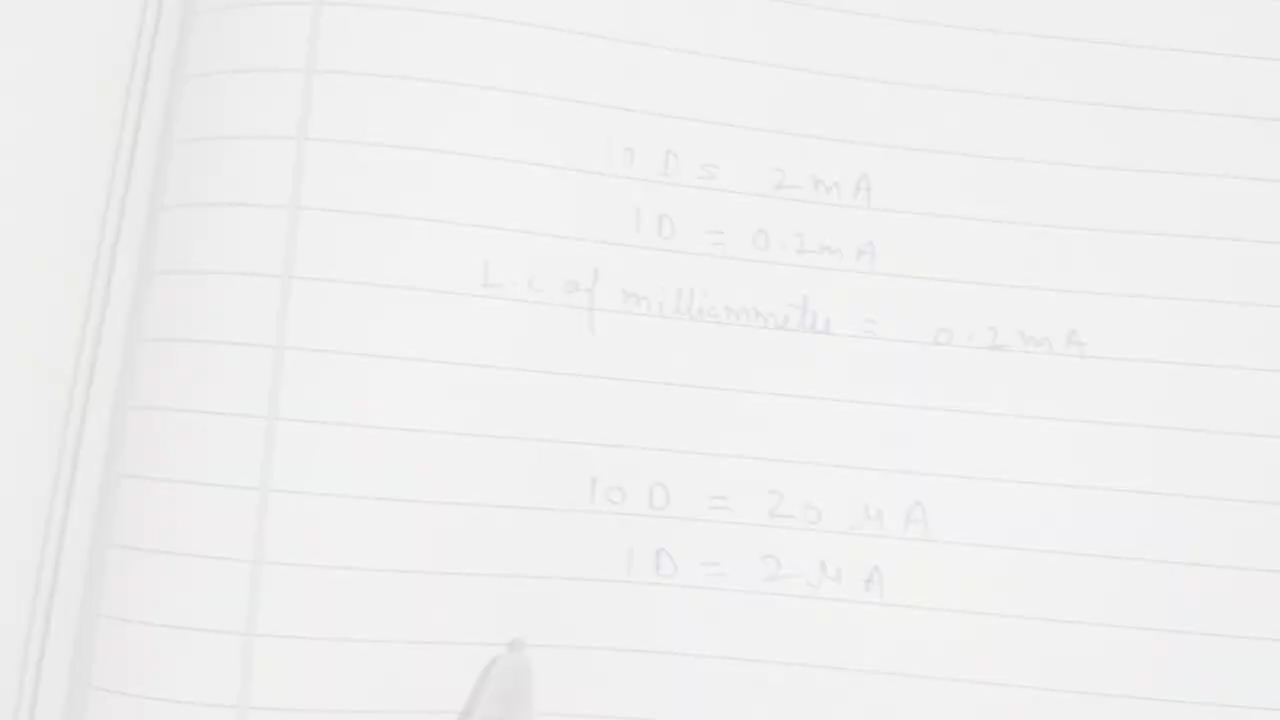 10 D = 2 mA
1 D = 0.2 mA
L.C of milliammeter = 0.2 mA
10 D = 20 μA
1 D = 2 μA